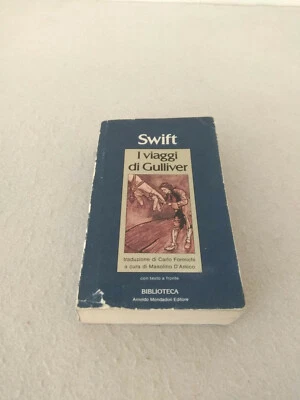 Swift
I viaggi
di Gulliver
traduzione di Carlo Formichi
a cura di Masolino D'Amico
con testo a fronte
BIBLIOTECA
Arnoldo Mondadori Editore